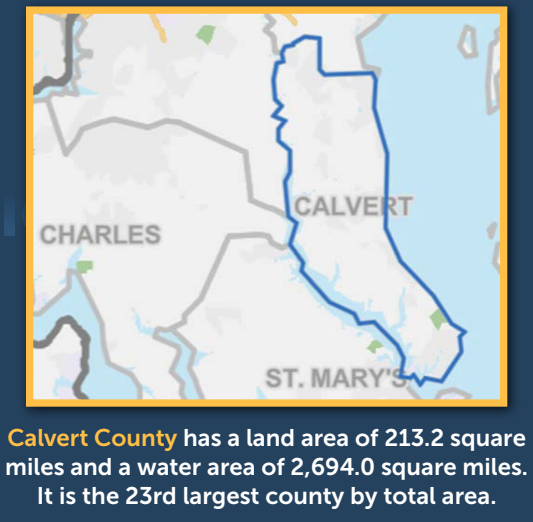 CALVERT
CHARLES
ST. MARY'S
Calvert County has a land area of 213.2 square
miles and a water area of 2,694.0 square miles.
It is the 23rd largest county by total area.